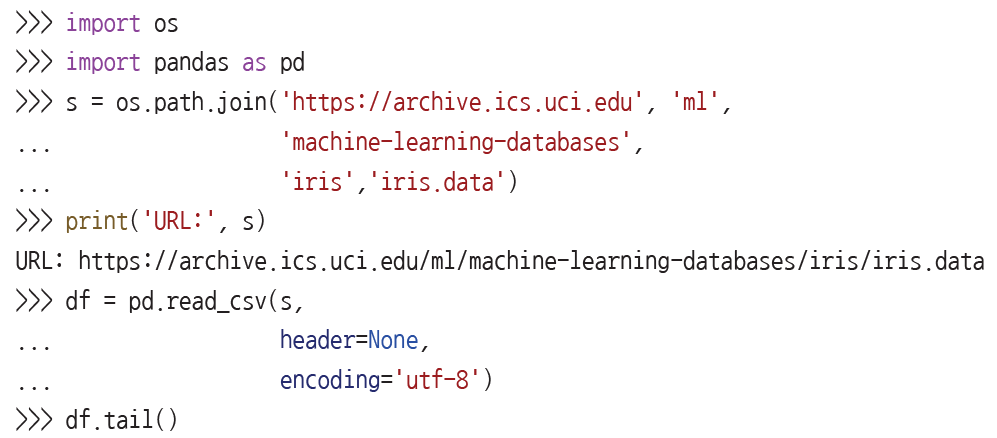 >>> import os
>>> import pandas as pd
>>> s = os.path.join('https://archive.ics.uci.edu', 'ml',
...                  'machine-learning-databases',
...                  'iris','iris.data')
>>> print('URL:', s)
URL: https://archive.ics.uci.edu/ml/machine-learning-databases/iris/iris.data
>>> df = pd.read_csv(s,
...                  header=None,
...                  encoding='utf-8')
>>> df.tail()